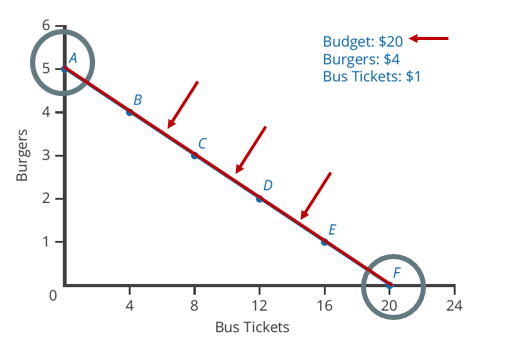 6
Budget: $20
Burgers: $4
Bus Tickets: $1
A
5
B
4
C
3
D
2
E
1
F
0
4
8
12
16
20
24
Burgers
Bus Tickets